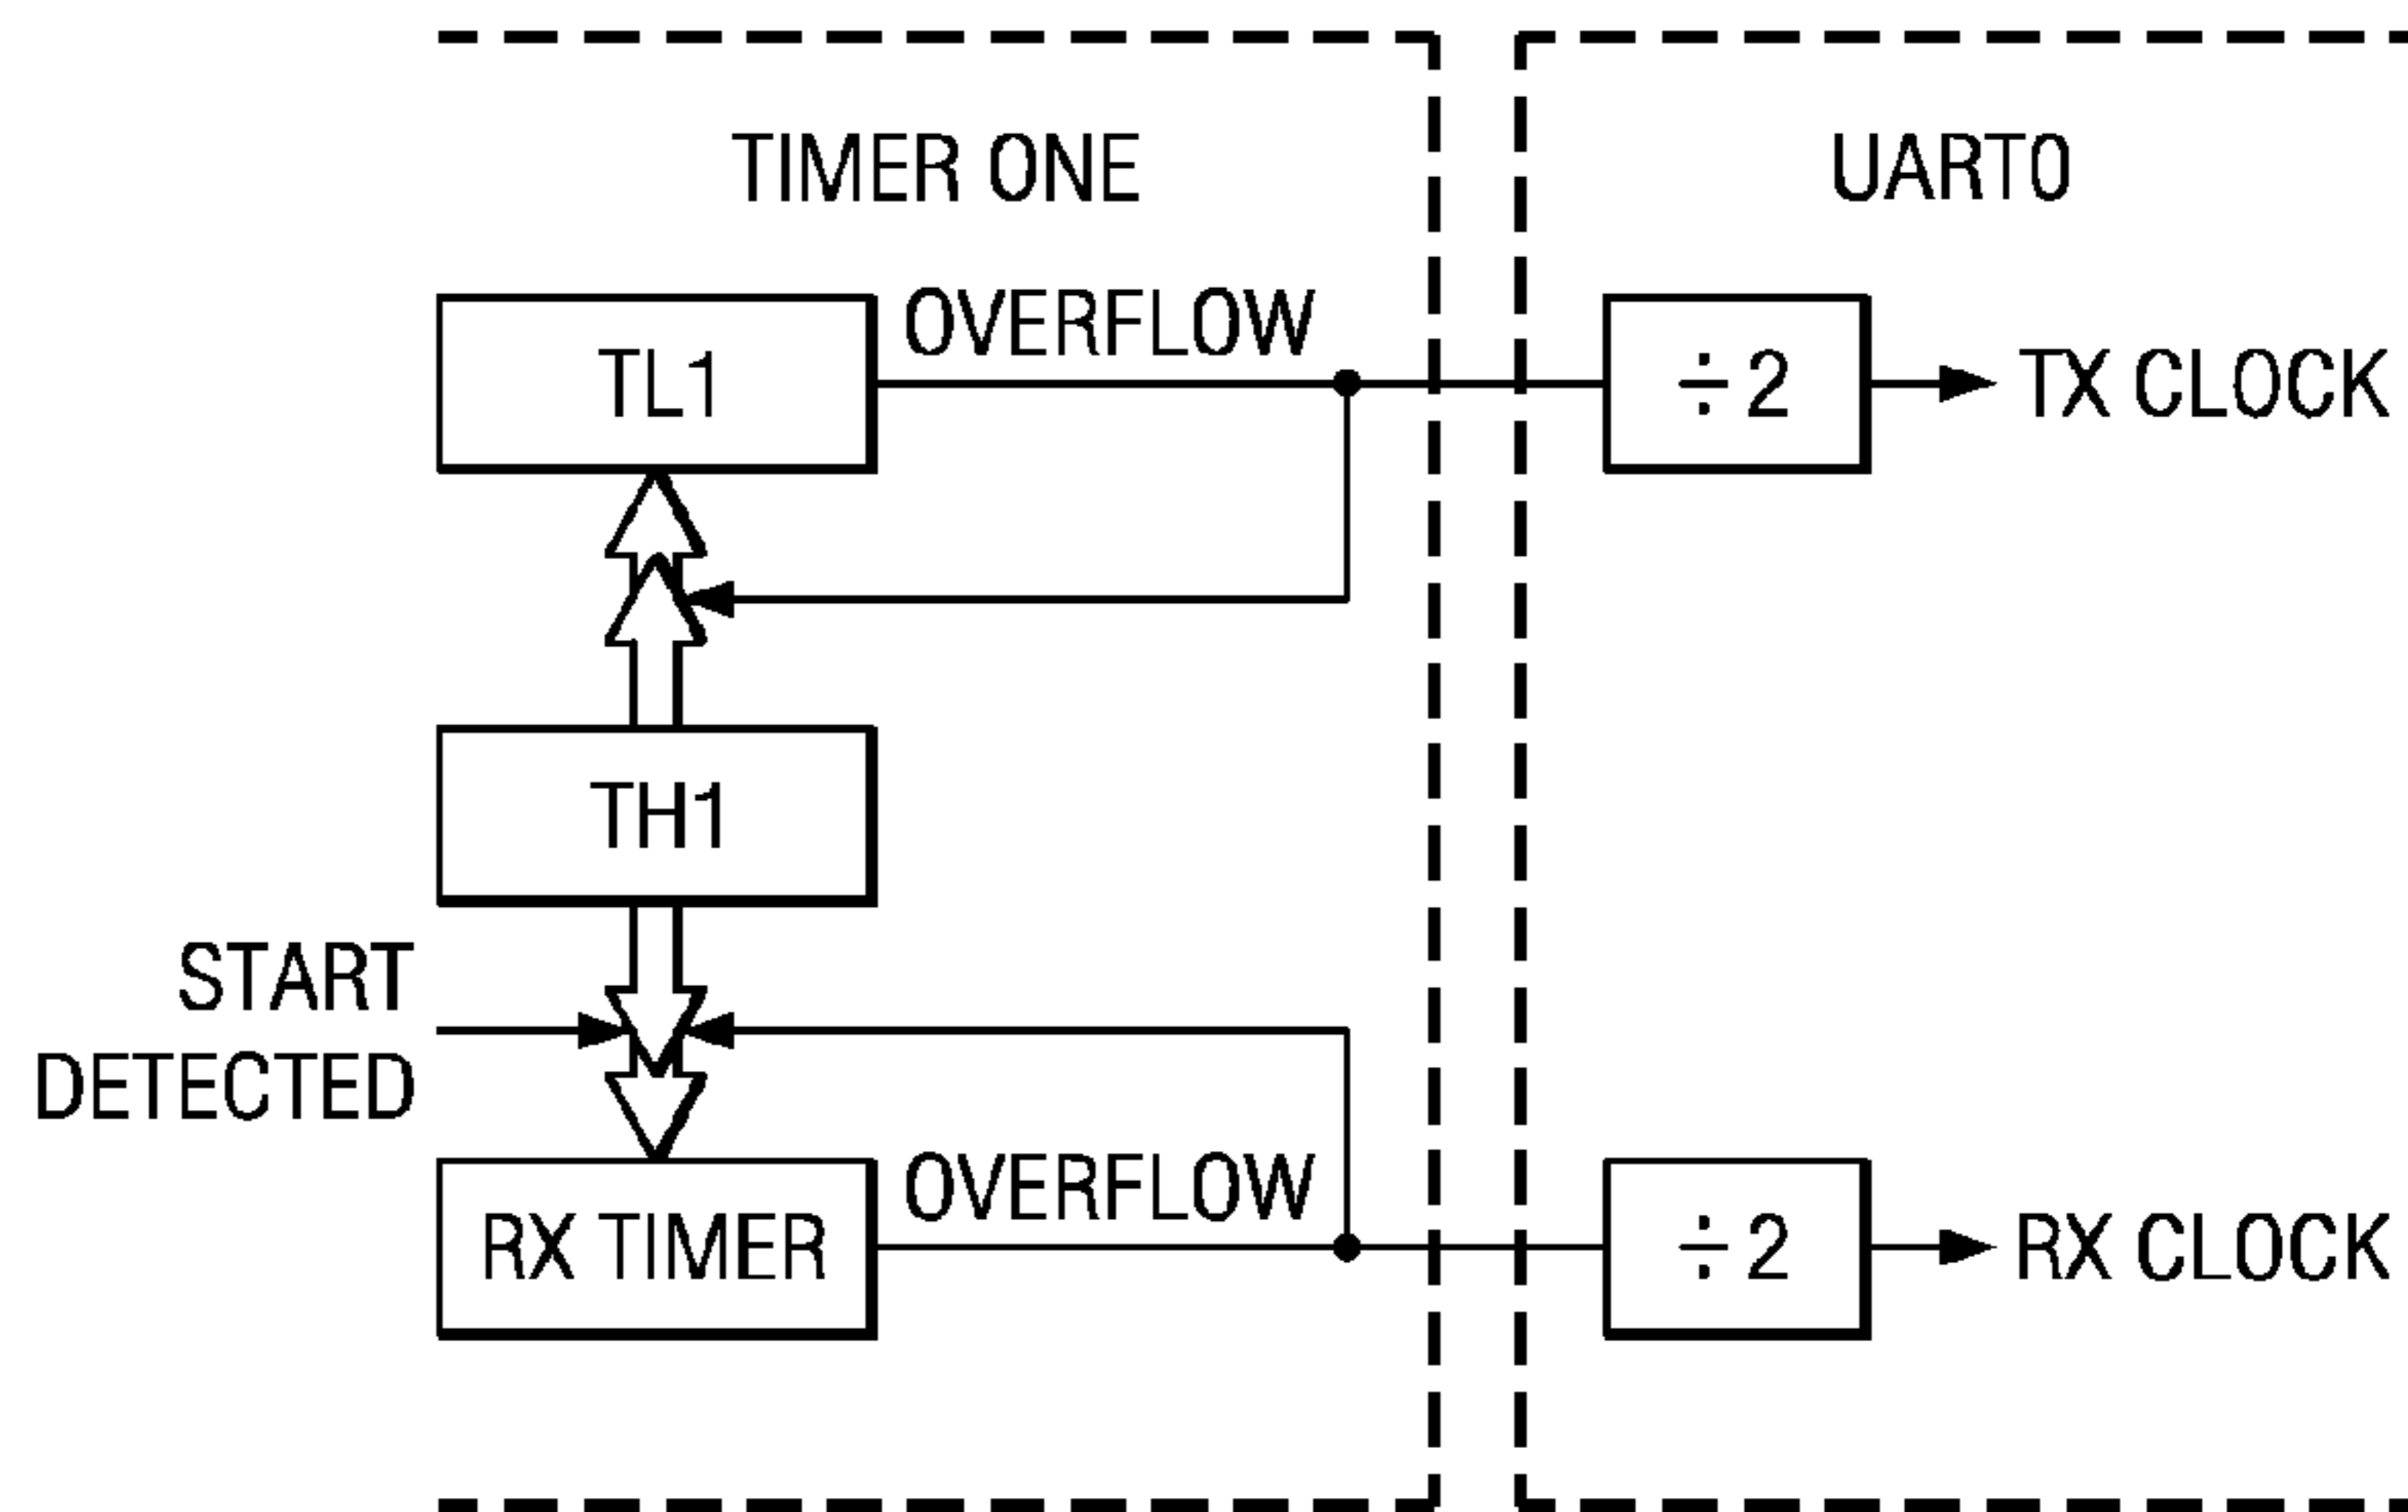 TIMER ONE
UART0
TL1
OVERFLOW
÷ 2
TX CLOCK
TH1
START
DETECTED
RX TIMER
OVERFLOW
÷ 2
RX CLOCK